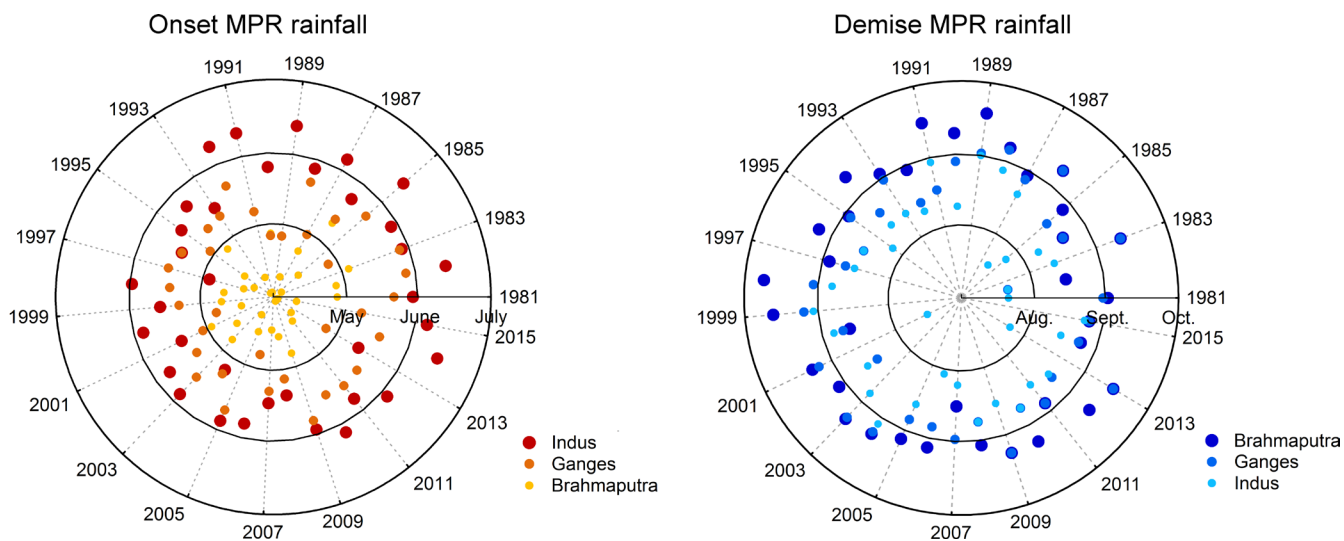 Onset MPR rainfall
1991
1989
1993
1987
1995
1985
1997
1983
1981
May
June
July
1999
2015
2001
2013
2003
2011
2005
2007
2009
Indus
Ganges
Brahmaputra
Demise MPR rainfall
1991
1989
1993
1987
1995
1985
1997
1983
1981
Aug.
Sept.
Oct.
1999
2015
2001
2013
2003
2011
2005
2007
2009
Brahmaputra
Ganges
Indus